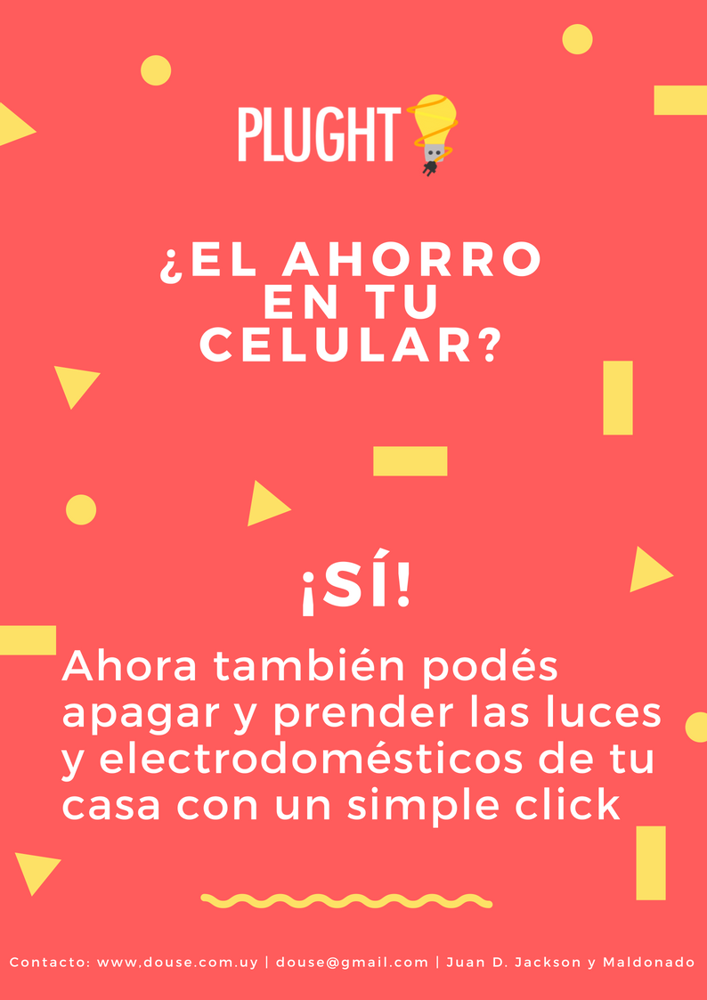 PLUGHT
¿EL AHORRO
EN TU
CELULAR?
¡SÍ!
Ahora también podés
apagar y prender las luces
y electrodomésticos de tu
casa con un simple click
Contacto: www,douse.com.uy | douse@gmail.com | Juan D. Jackson y Maldonado